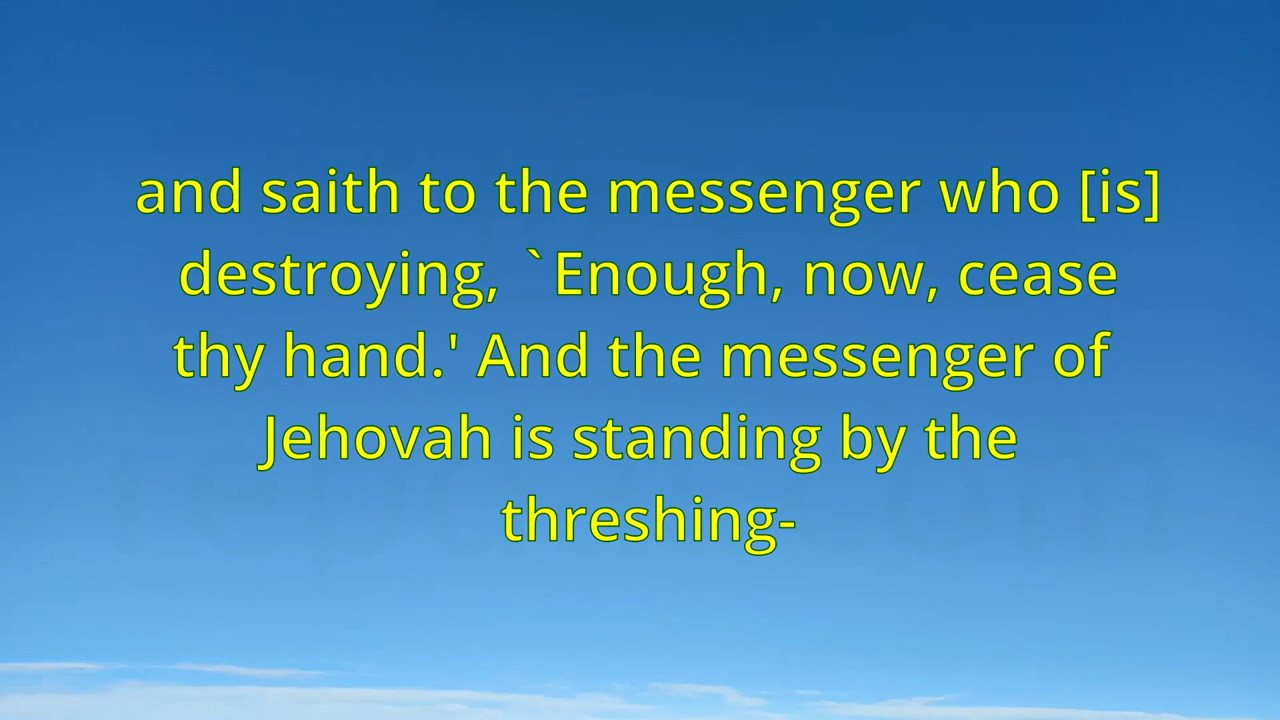 and saith to the messenger who [is]
destroying, `Enough, now, cease
thy hand.' And the messenger of
Jehovah is standing by the
threshing-